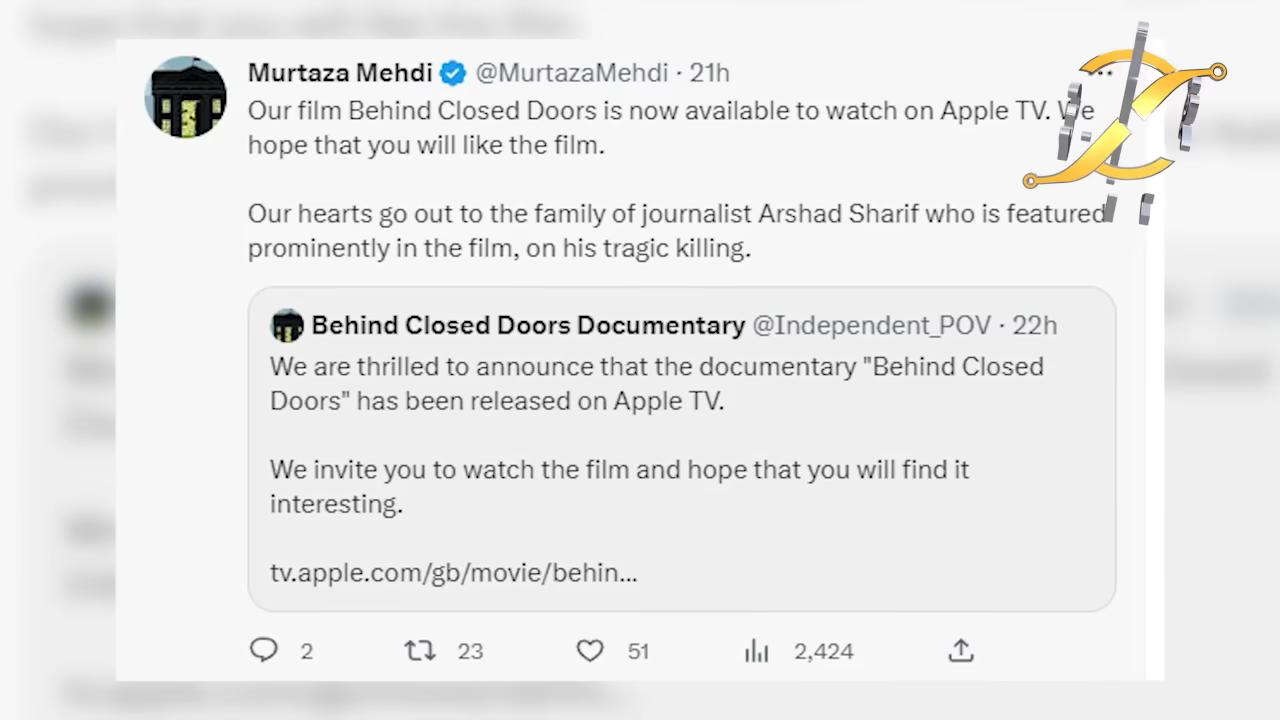 Murtaza Mehdi @MurtazaMehdi · 21h
Our film Behind Closed Doors is now available to watch on Apple TV. We
hope that you will like the film.
Our hearts go out to the family of journalist Arshad Sharif who is featured
prominently in the film, on his tragic killing.
Behind Closed Doors Documentary @Independent_POV · 22h
We are thrilled to announce that the documentary "Behind Closed
Doors" has been released on Apple TV.
We invite you to watch the film and hope that you will find it
interesting.
tv.apple.com/gb/movie/behin...
2 23 51 2,424